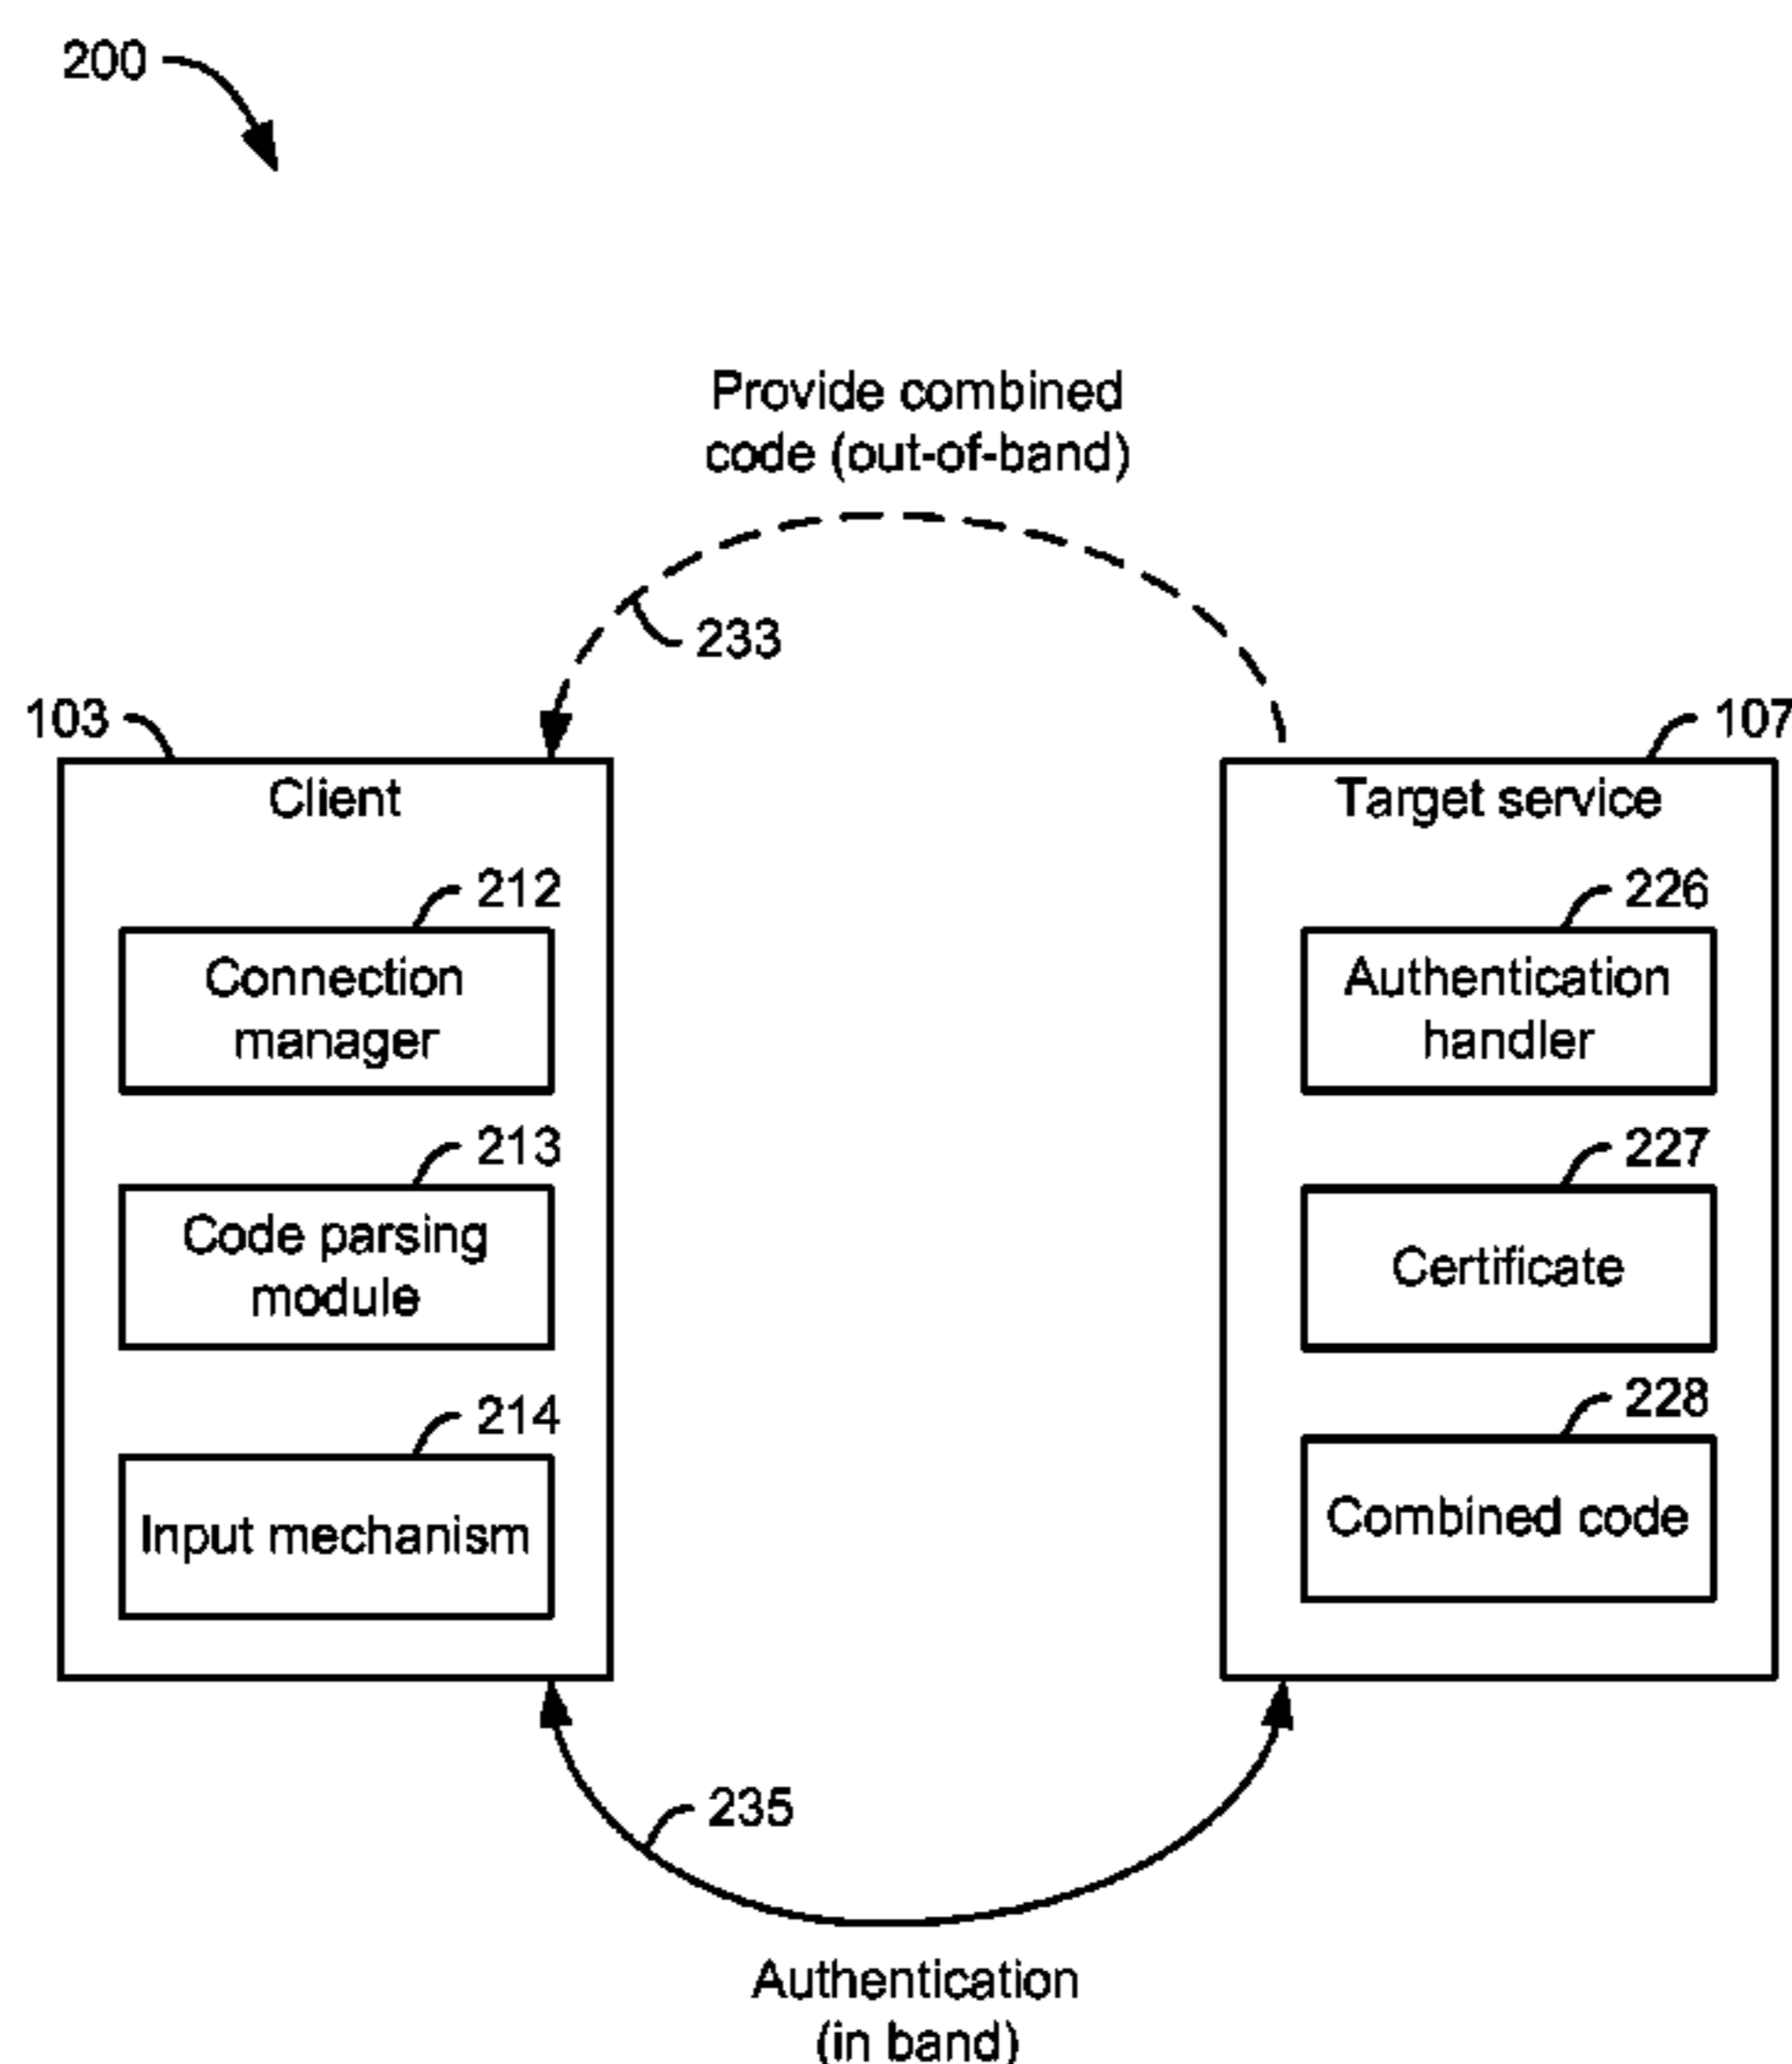 200
Provide combined
code (out-of-band)
233
103
107
Client
Target service
212
226
Connection
manager
Authentication
handler
213
227
Code parsing
module
Certificate
214
228
Input mechanism
Combined code
235
Authentication
(in band)